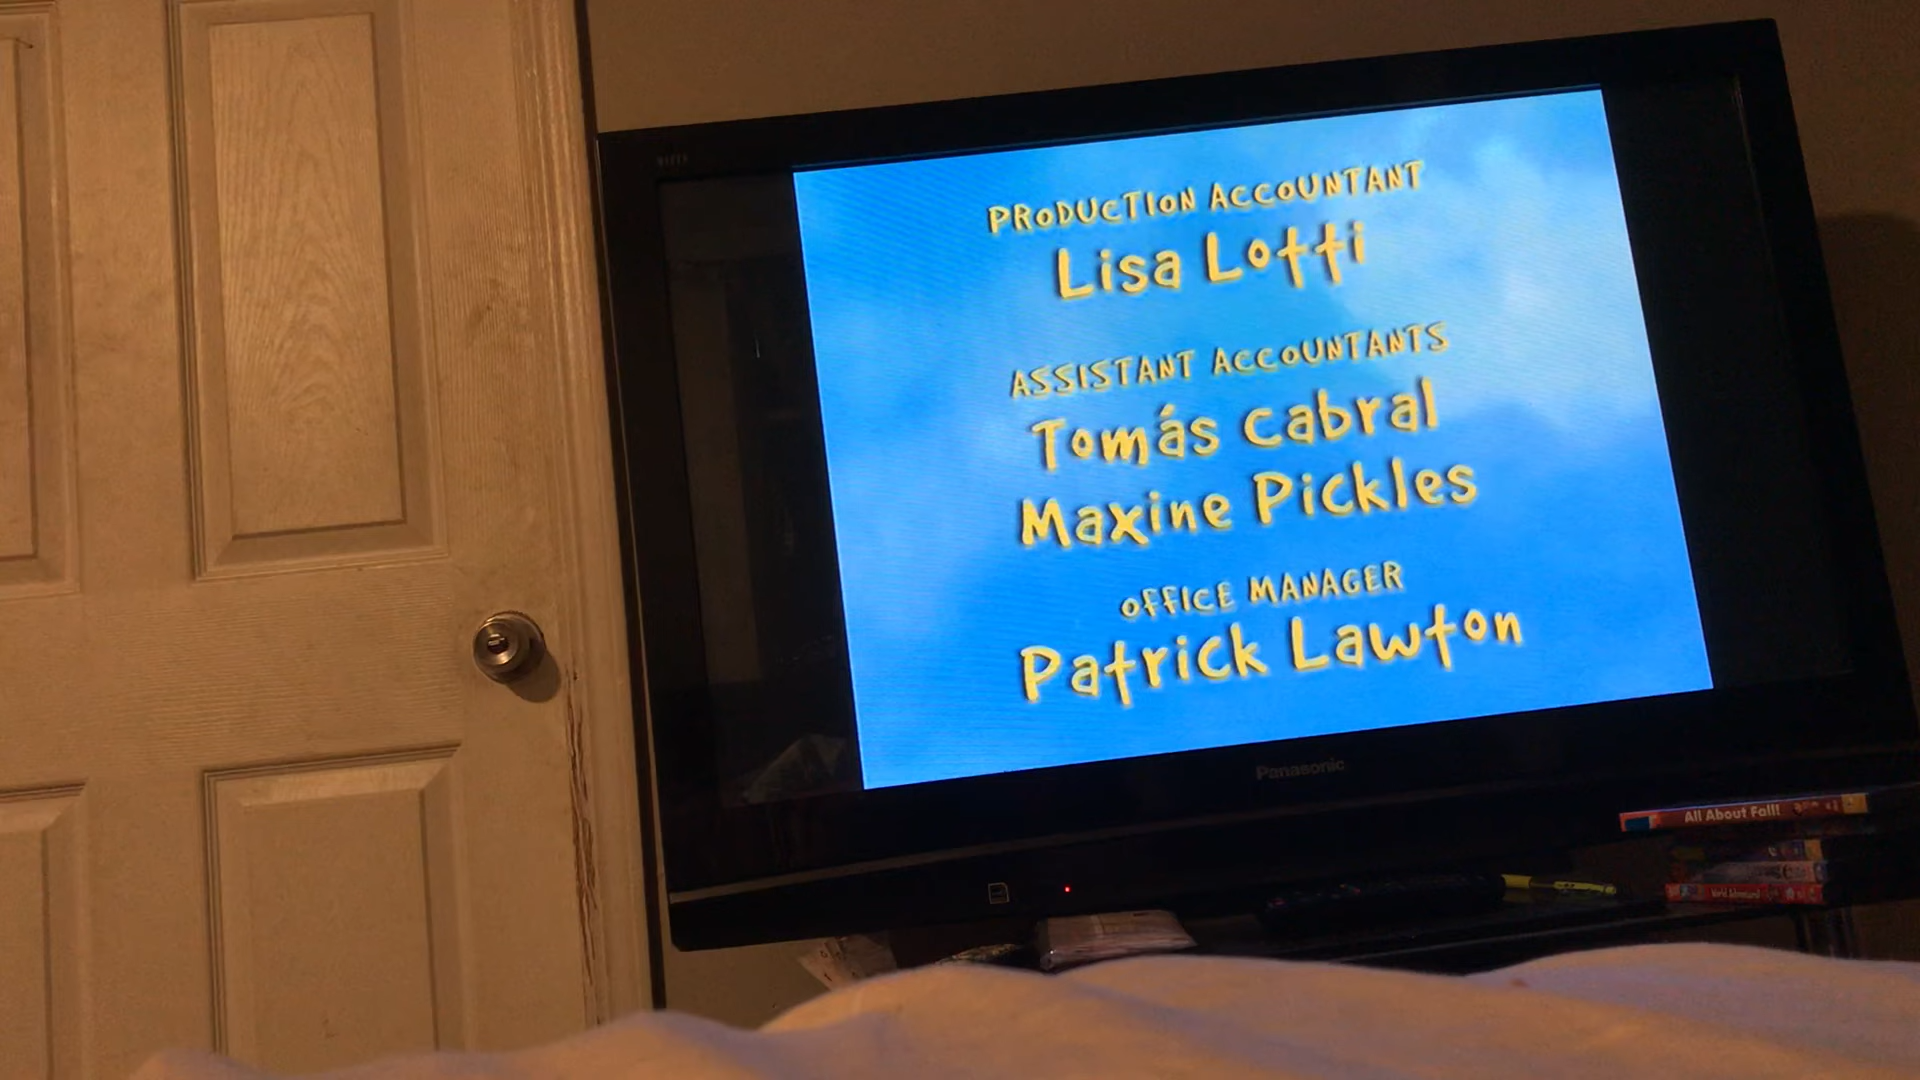 PRODUCTION ACCOUNTANT
Lisa Lotti
ASSISTANT ACCOUNTANTS
Tomás Cabral
Maxine Pickles
OFFICE MANAGER
Patrick Lawton
Panasonic
All About Fall!